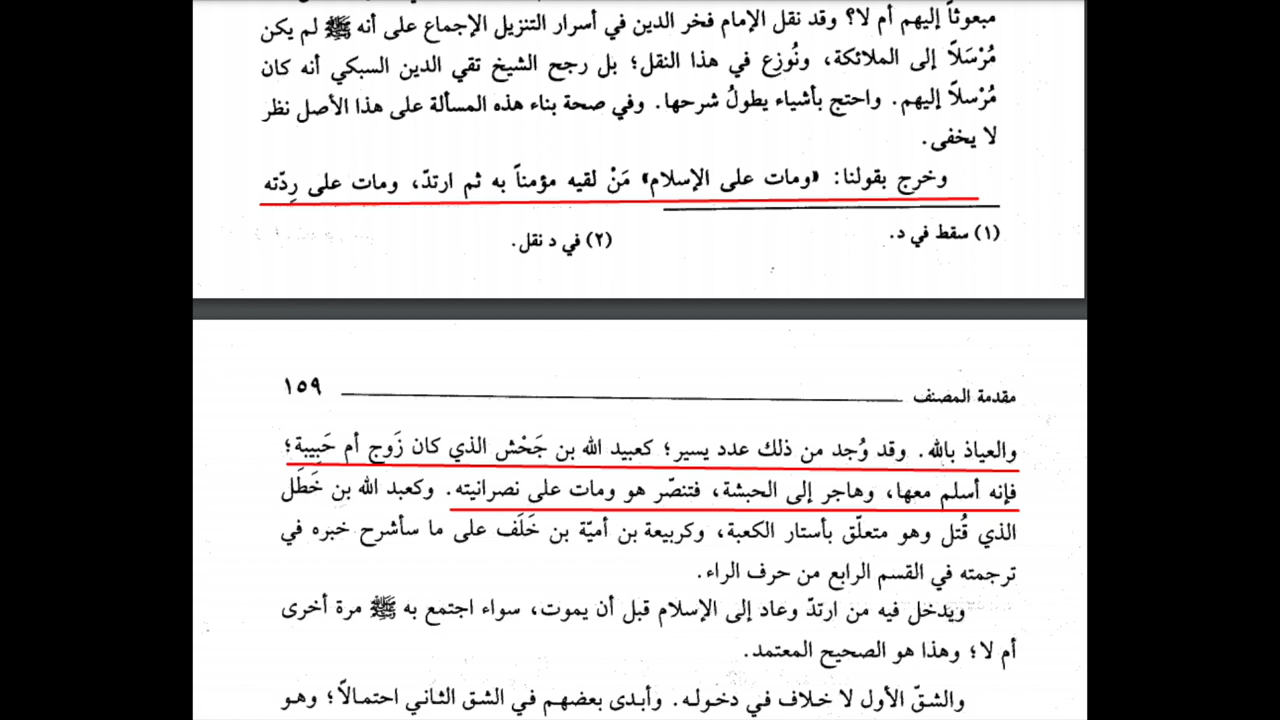 مبعوثاً إليهم أم لا؟ وقد نقل الإمام فخر الدين في أسرار التنزيل الإجماع على أنه ﷺ لم يكن
مُرْسَلاً إلى الملائكة، ونُوزِع في هذا النقل؛ بل رجح الشيخ تقي الدين السبكي أنه كان
مُرْسلاً إليهم. واحتج بأشياء يطولُ شرحها. وفي صحة بناء هذه المسألة على هذا الأصل نظر
لا يخفى.
وخرج بقولنا: «ومات على الإسلام» مَنْ لقيه مؤمناً به ثم ارتدّ، ومات على رِدّته
(١) سقط في د.
(٢) في د نقل.
مقدمة المصنف
١٥٩
والعياذ بالله. وقد وُجد من ذلك عدد يسير؛ كعبيد الله بن جَحْش الذي كان زَوج أم حَبِيبة؛
فإنه أسلم معها، وهاجر إلى الحبشة، فتنصّر هو ومات على نصرانيته. وكعبد الله بن خَطَل
الذي قُتل وهو متعلّق بأستار الكعبة، وكربيعة بن أميّة بن خَلَف على ما سأشرح خبره في
ترجمته في القسم الرابع من حرف الراء.
ويدخل فيه من ارتدّ وعاد إلى الإسلام قبل أن يموت، سواء اجتمع به ﷺ مرة أخرى
أم لا؛ وهذا هو الصحيح المعتمد.
والشقّ الأول لا خلاف في دخوله. وأبدى بعضهم في الشق الثاني احتمالاً؛ وهو